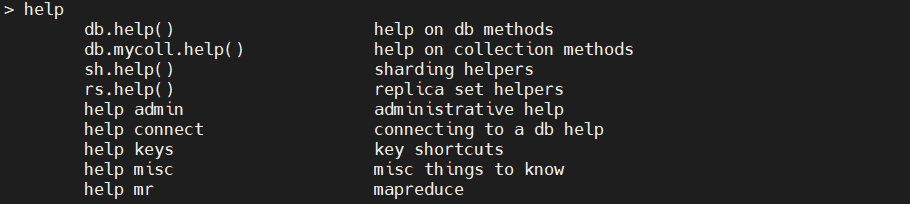 > help
db.help() help on db methods
db.mycoll.help() help on collection methods
sh.help() sharding helpers
rs.help() replica set helpers
help admin administrative help
help connect connecting to a db help
help keys key shortcuts
help misc misc things to know
help mr mapreduce